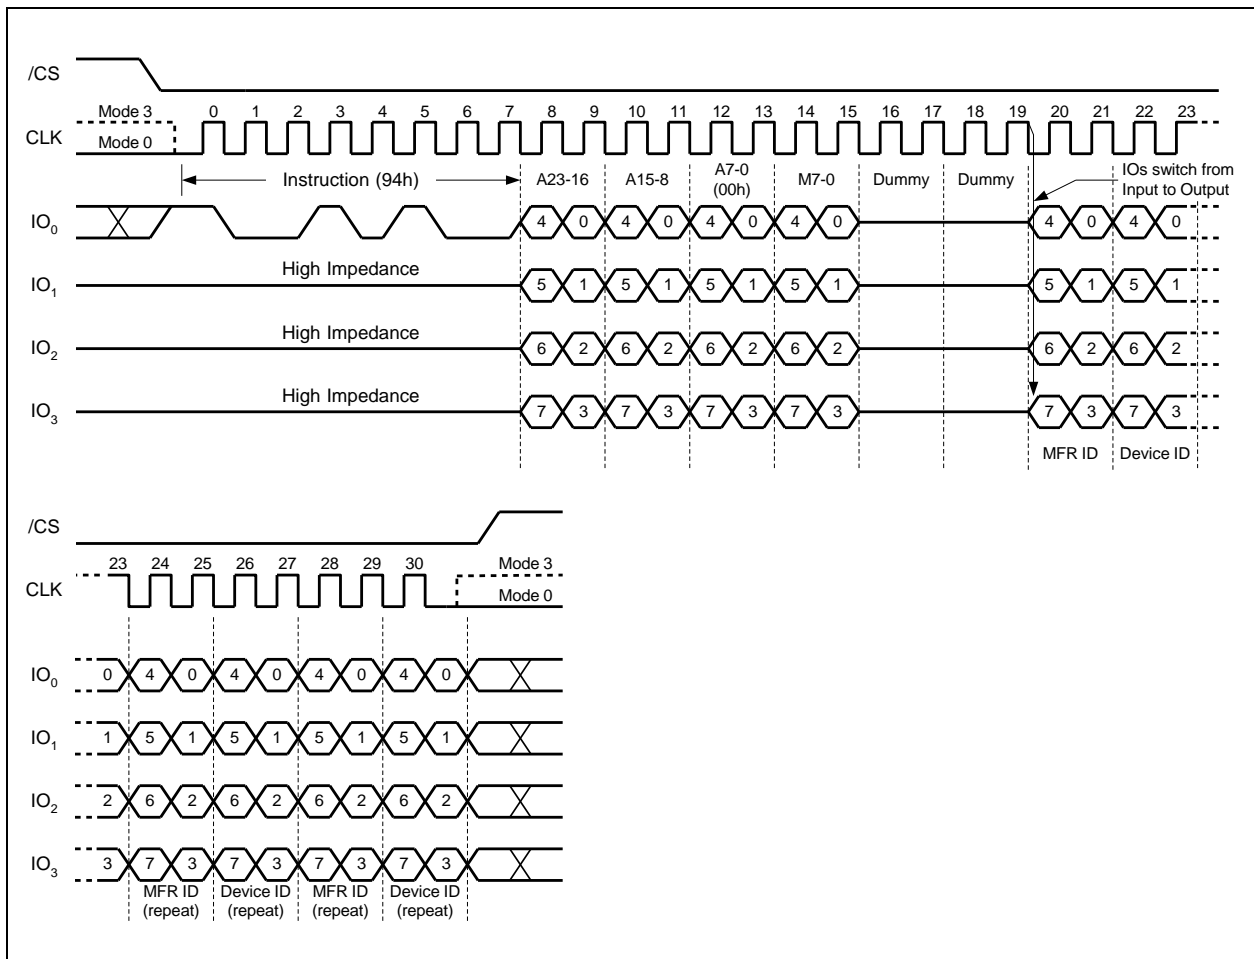 /CS
Mode 3 0 1 2 3 4 5 6 7 8 9 10 11 12 13 14 15 16 17 18 19 20 21 22 23
CLK Mode 0
Instruction (94h) A23-16 A15-8 A7-0 (00h) M7-0 Dummy Dummy IOs switch from Input to Output
IO0 4 0 4 0 4 0 4 0 4 0 4 0
High Impedance
IO1 5 1 5 1 5 1 5 1 5 1 5 1
High Impedance
IO2 6 2 6 2 6 2 6 2 6 2 6 2
High Impedance
IO3 7 3 7 3 7 3 7 3 7 3 7 3
MFR ID Device ID
/CS
23 24 25 26 27 28 29 30 Mode 3
CLK Mode 0
IO0 0 4 0 4 0 4 0 4 0
IO1 1 5 1 5 1 5 1 5 1
IO2 2 6 2 6 2 6 2 6 2
IO3 3 7 3 7 3 7 3 7 3
MFR ID Device ID MFR ID Device ID
(repeat) (repeat) (repeat) (repeat)